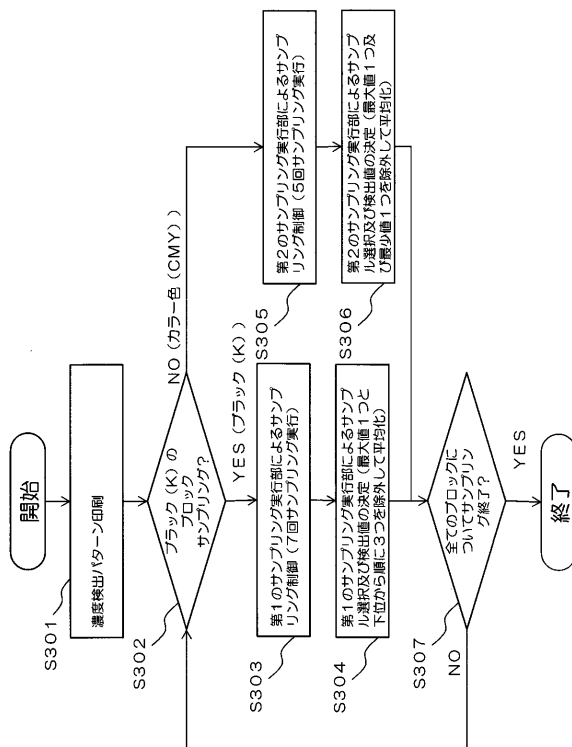 開始
S301
濃度検出パターン印刷
S302
ブラック（K）の
ブロック
サンプリング？
NO（カラー色（CMY））
YES（ブラック（K））
S303
第１のサンプリング実行部によるサンプ
リング制御（７回サンプリング実行）
S305
第２のサンプリング実行部によるサンプ
リング制御（５回サンプリング実行）
S304
第１のサンプリング実行部によるサンプ
ル選択及び検出値の決定（最大値１つと
下位から順に３つを除外して平均化）
S306
第２のサンプリング実行部によるサンプ
ル選択及び検出値の決定（最大値１つ及
び最少値１つを除外して平均化）
S307
全てのブロックに
ついてサンプリン
グ終了？
NO
YES
終了